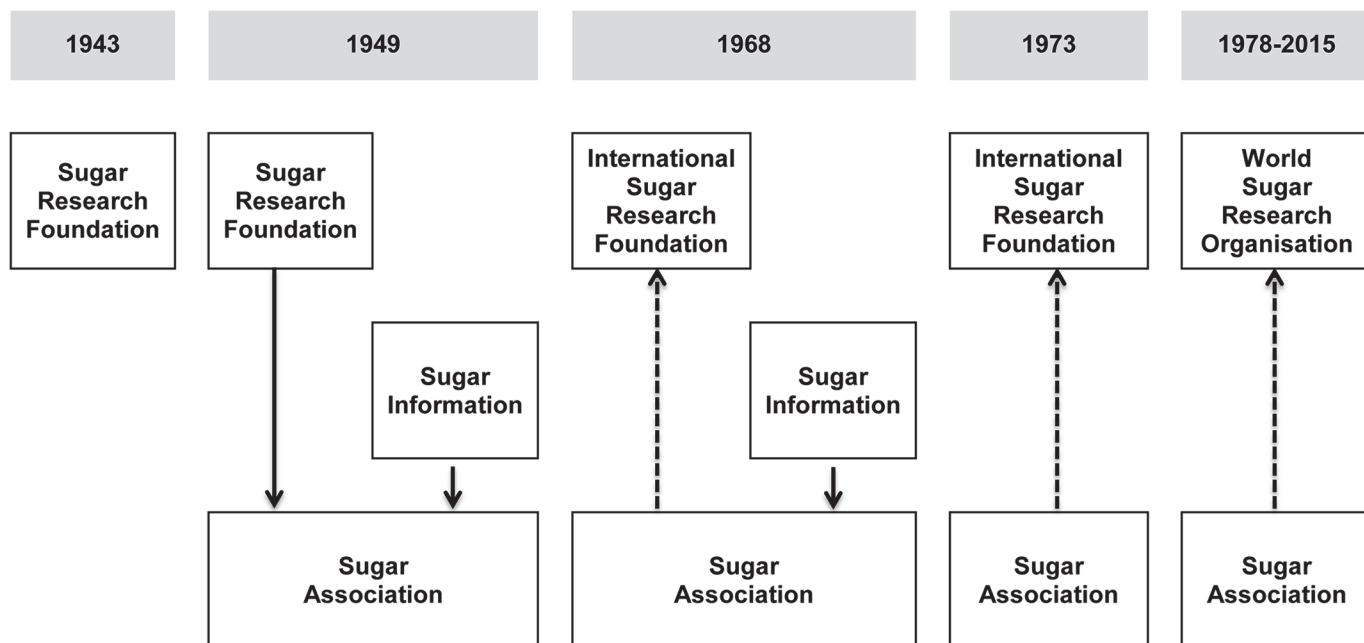 1943
1949
1968
1973
1978-2015
Sugar
Research
Foundation
Sugar
Research
Foundation
International
Sugar
Research
Foundation
International
Sugar
Research
Foundation
World
Sugar
Research
Organisation
Sugar
Information
Sugar
Information
Sugar
Association
Sugar
Association
Sugar
Association
Sugar
Association